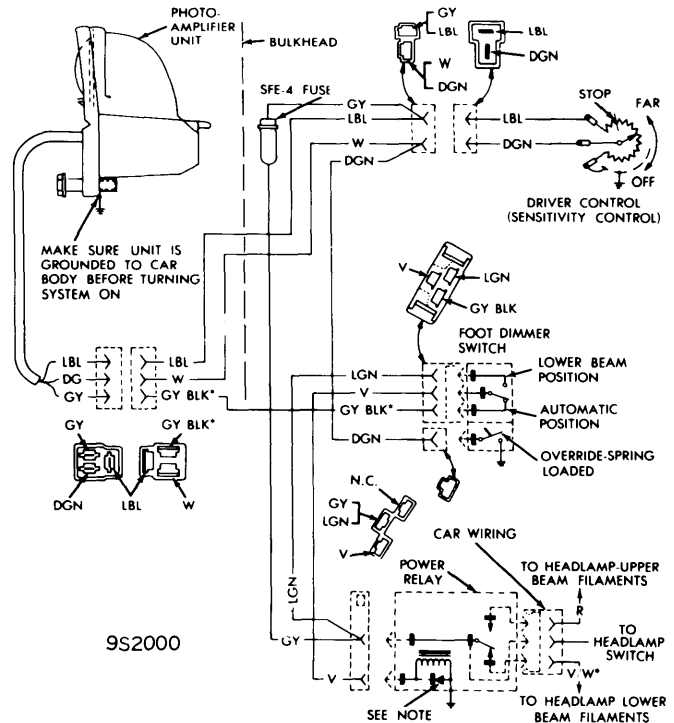 PHOTO-
AMPLIFIER
UNIT
BULKHEAD
SFE-4 FUSE
GY
LBL
W
DGN
LBL
DGN
GY
LBL
W
DGN
LBL
DGN
STOP
FAR
OFF
DRIVER CONTROL
(SENSITIVITY CONTROL)
MAKE SURE UNIT IS
GROUNDED TO CAR
BODY BEFORE TURNING
SYSTEM ON
V
LGN
GY BLK
FOOT DIMMER
SWITCH
LBL
DG
GY
LBL
W
GY BLK*
LGN
V
GY BLK*
DGN
LOWER BEAM
POSITION
AUTOMATIC
POSITION
OVERRIDE-SPRING
LOADED
GY
GY BLK*
DGN
LBL
W
N.C.
GY
LGN
V
CAR WIRING
POWER
RELAY
TO HEADLAMP-UPPER
BEAM FILAMENTS
R
TO
HEADLAMP
SWITCH
LGN
GY
V
V
W*
SEE NOTE
TO HEADLAMP LOWER
BEAM FILAMENTS
9S2000